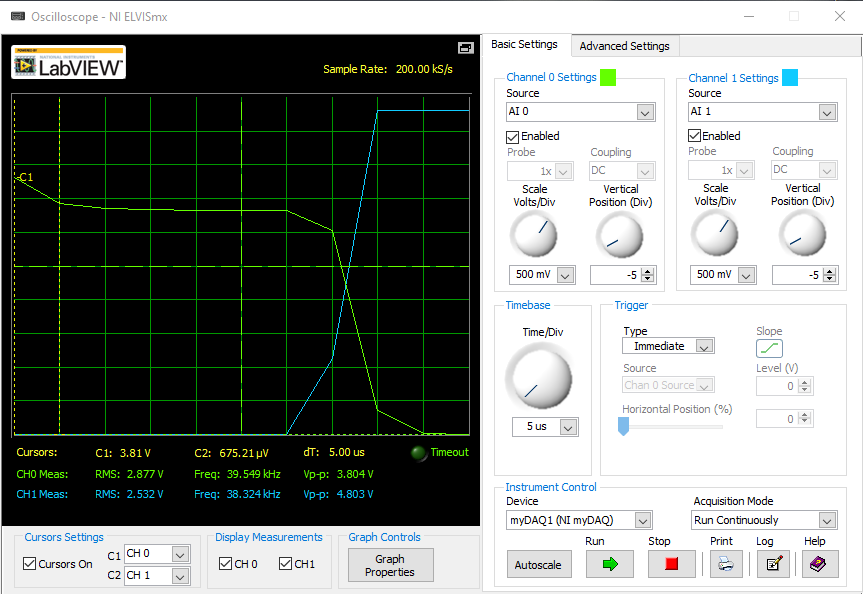 Oscilloscope - NI ELVISmx
POWERED BY
NATIONAL INSTRUMENTS
LabVIEW™
Sample Rate: 200.00 kS/s
C1
Cursors: C1: 3.81 V C2: 675.21 µV dT: 5.00 us Timeout
CH0 Meas: RMS: 2.877 V Freq: 39.549 kHz Vp-p: 3.804 V
CH1 Meas: RMS: 2.532 V Freq: 38.324 kHz Vp-p: 4.803 V
Cursors Settings
Cursors On
C1 CH 0
C2 CH 1
Display Measurements
CH 0 CH1
Graph Controls
Graph
Properties
Basic Settings Advanced Settings
Channel 0 Settings
Source
AI 0
Enabled
Probe Coupling
1x DC
Scale Vertical
Volts/Div Position (Div)
500 mV -5
Channel 1 Settings
Source
AI 1
Enabled
Probe Coupling
1x DC
Scale Vertical
Volts/Div Position (Div)
500 mV -5
Timebase
Time/Div
5 us
Trigger
Type Slope
Immediate
Source Level (V)
Chan 0 Source 0
Horizontal Position (%)
0
Instrument Control
Device Acquisition Mode
myDAQ1 (NI myDAQ) Run Continuously
Run Stop Print Log Help
Autoscale